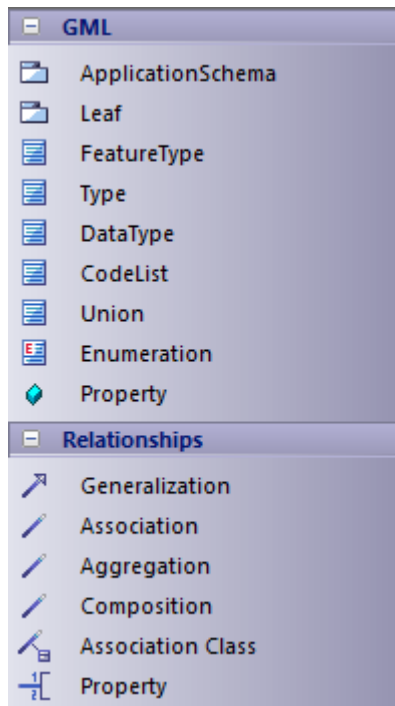 GML
ApplicationSchema
Leaf
FeatureType
Type
DataType
CodeList
Union
Enumeration
Property
Relationships
Generalization
Association
Aggregation
Composition
Association Class
Property